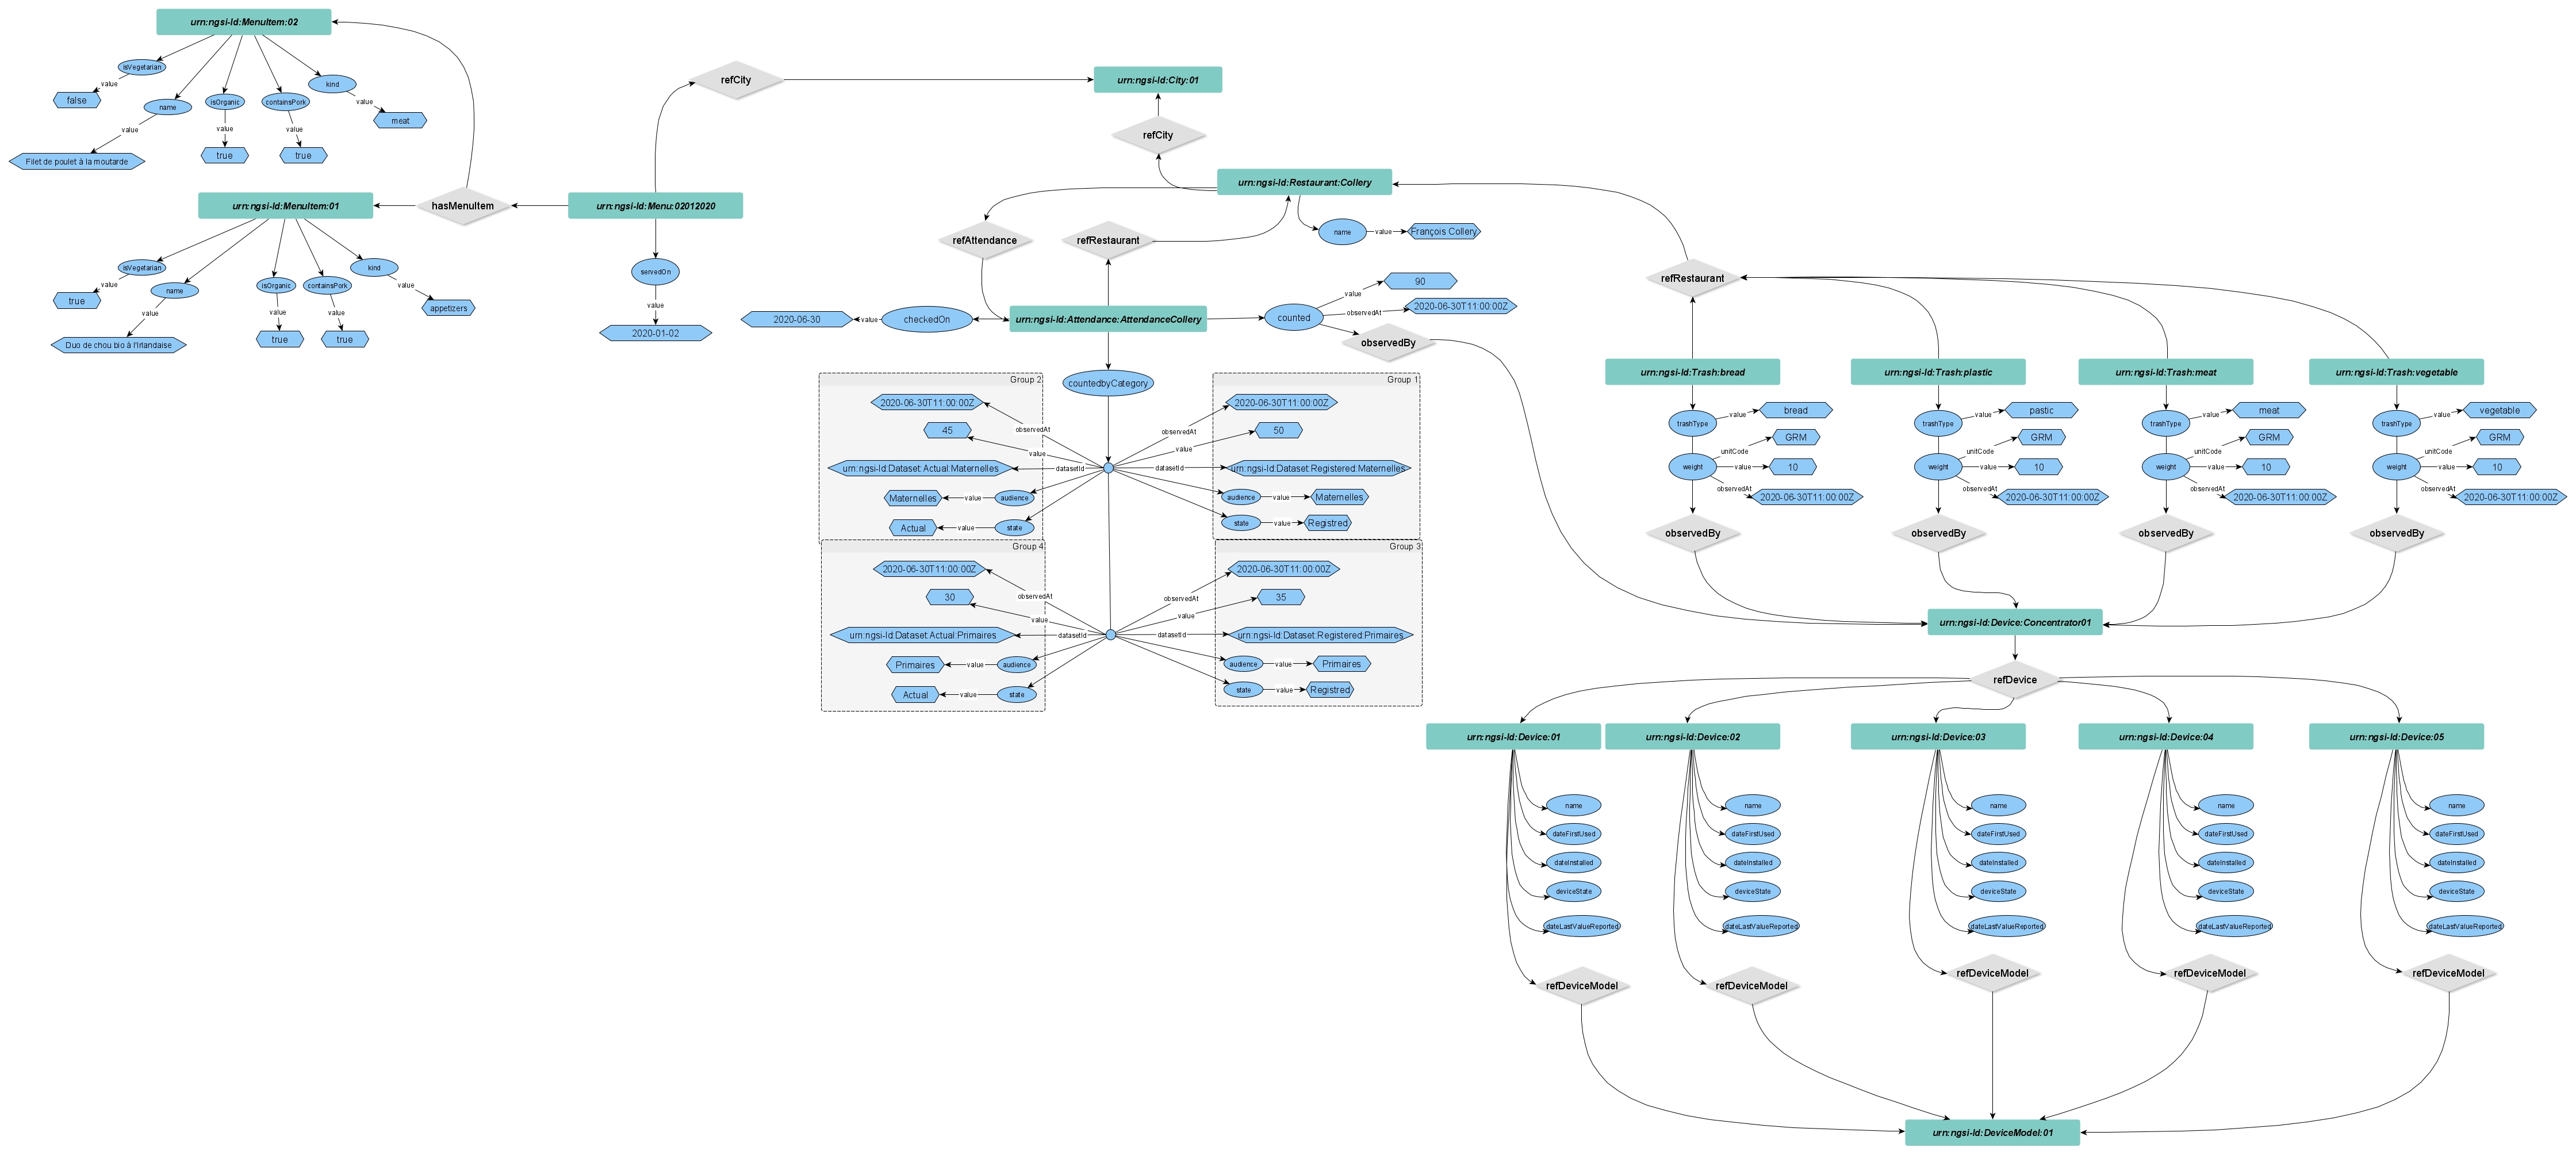 urn:ngsi-ld:MenuItem:02
isVegetarian
value
false
name
value
Filet de poulet à la moutarde
isOrganic
value
true
containsPork
value
true
kind
value
meat
urn:ngsi-ld:MenuItem:01
hasMenuItem
urn:ngsi-ld:Menu:02012020
isVegetarian
value
true
name
value
Duo de chou bio à l'Irlandaise
isOrganic
value
true
containsPork
value
true
kind
value
appetizers
servedOn
value
2020-01-02
refCity
urn:ngsi-ld:City:01
refCity
urn:ngsi-ld:Restaurant:Collery
refAttendance
refRestaurant
name
value
François Collery
urn:ngsi-ld:Attendance:AttendanceCollery
checkedOn
value
2020-06-30
counted
value
90
observedAt
2020-06-30T11:00:00Z
observedBy
countedbyCategory
Group 2
2020-06-30T11:00:00Z
observedAt
45
value
urn:ngsi-ld:Dataset:Actual:Maternelles
datasetId
Maternelles
value
audience
Actual
value
state
Group 1
observedAt
2020-06-30T11:00:00Z
value
50
datasetId
urn:ngsi-ld:Dataset:Registered:Maternelles
audience
value
Maternelles
state
value
Registred
Group 4
2020-06-30T11:00:00Z
observedAt
30
value
urn:ngsi-ld:Dataset:Actual:Primaires
datasetId
Primaires
value
audience
Actual
value
state
Group 3
observedAt
2020-06-30T11:00:00Z
value
35
datasetId
urn:ngsi-ld:Dataset:Registered:Primaires
audience
value
Primaires
state
value
Registred
refRestaurant
urn:ngsi-ld:Trash:bread
trashType
value
bread
unitCode
GRM
weight
value
10
observedAt
2020-06-30T11:00:00Z
observedBy
urn:ngsi-ld:Trash:plastic
trashType
value
pastic
unitCode
GRM
weight
value
10
observedAt
2020-06-30T11:00:00Z
observedBy
urn:ngsi-ld:Trash:meat
trashType
value
meat
unitCode
GRM
weight
value
10
observedAt
2020-06-30T11:00:00Z
observedBy
urn:ngsi-ld:Trash:vegetable
trashType
value
vegetable
unitCode
GRM
weight
value
10
observedAt
2020-06-30T11:00:00Z
observedBy
urn:ngsi-ld:Device:Concentrator01
refDevice
urn:ngsi-ld:Device:01
name
dateFirstUsed
dateInstalled
deviceState
dateLastValueReported
refDeviceModel
urn:ngsi-ld:Device:02
name
dateFirstUsed
dateInstalled
deviceState
dateLastValueReported
refDeviceModel
urn:ngsi-ld:Device:03
name
dateFirstUsed
dateInstalled
deviceState
dateLastValueReported
refDeviceModel
urn:ngsi-ld:Device:04
name
dateFirstUsed
dateInstalled
deviceState
dateLastValueReported
refDeviceModel
urn:ngsi-ld:Device:05
name
dateFirstUsed
dateInstalled
deviceState
dateLastValueReported
refDeviceModel
urn:ngsi-ld:DeviceModel:01